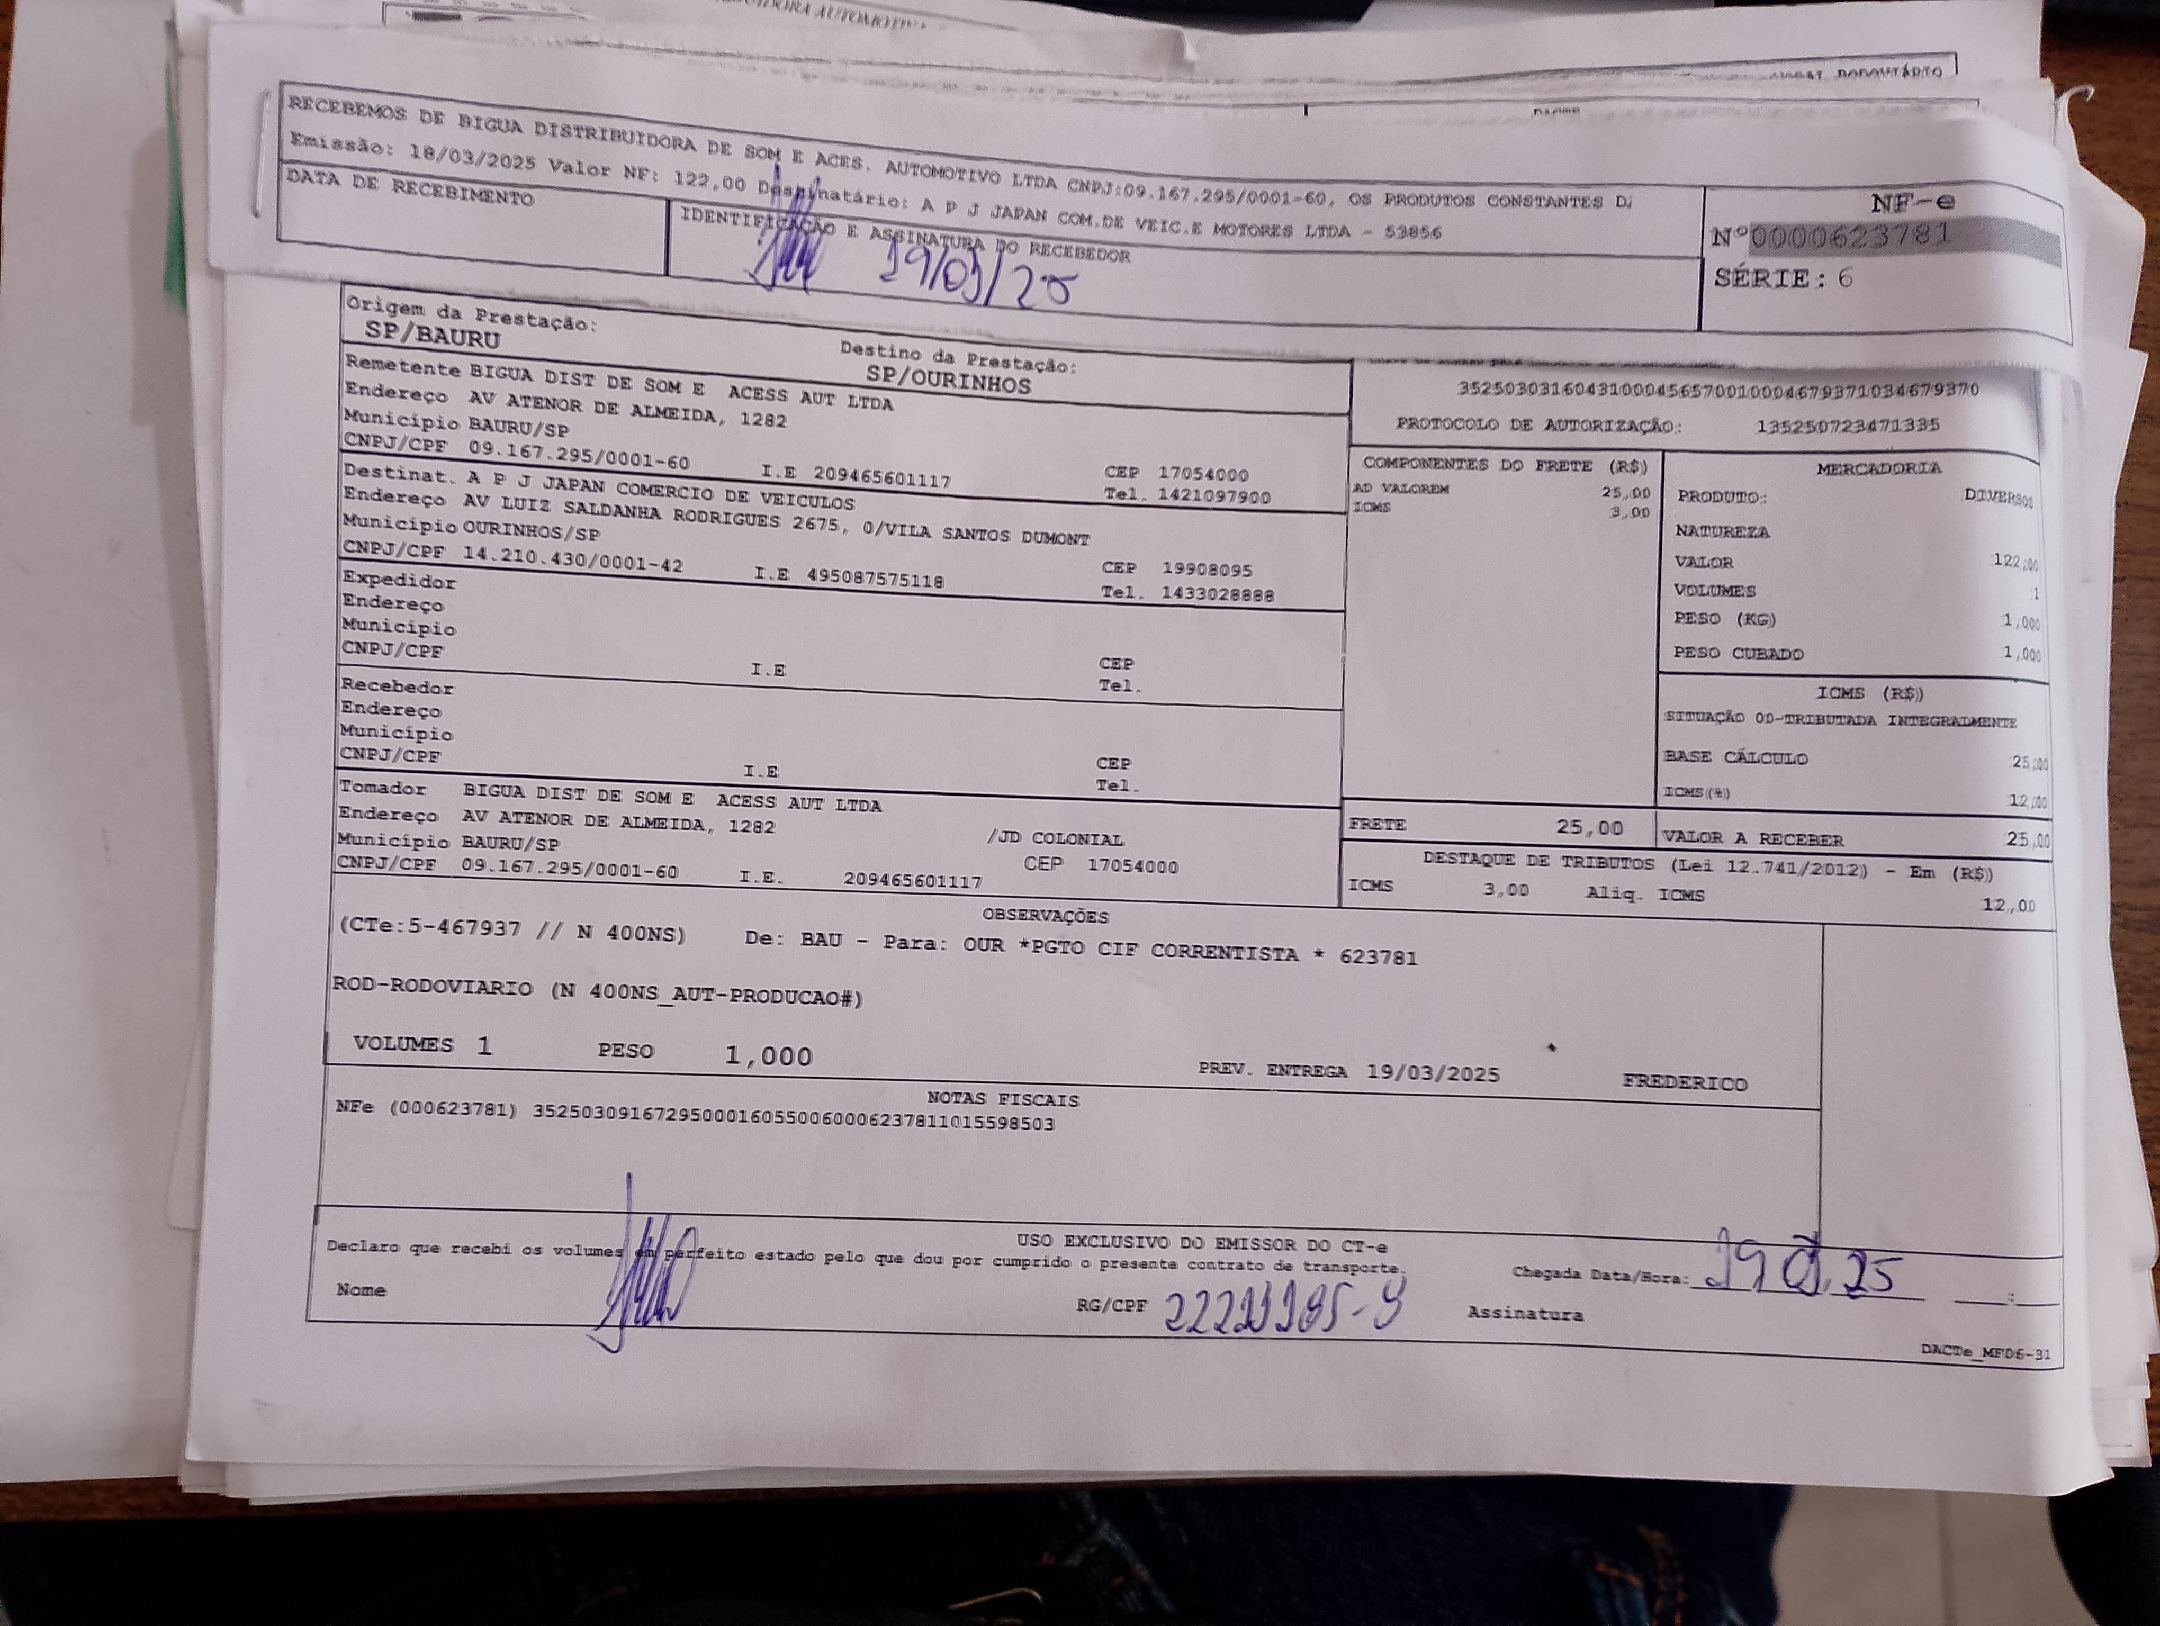 RECEBEMOS DE BIGUA DISTRIBUIDORA DE SOM E ACES. AUTOMOTIVO LTDA CNPJ:09.167.295/0001-60, OS PRODUTOS CONSTANTES D
Emissão: 18/03/2025 Valor NF: 122,00 Destinatário: A P J JAPAN COM.DE VEIC.E MOTORES LTDA - 53856
DATA DE RECEBIMENTO
IDENTIFICAÇÃO E ASSINATURA DO RECEBEDOR
19/03/25
NF-e
Nº0000623781
SÉRIE: 6
Origem da Prestação:
SP/BAURU
Destino da Prestação:
SP/OURINHOS
Remetente BIGUA DIST DE SOM E ACESS AUT LTDA
Endereço AV ATENOR DE ALMEIDA, 1282
Município BAURU/SP
CEP 17054000
CNPJ/CPF 09.167.295/0001-60 I.E 209465601117 Tel. 1421097900
Destinat. A P J JAPAN COMERCIO DE VEICULOS
Endereço AV LUIZ SALDANHA RODRIGUES 2675, 0/VILA SANTOS DUMONT
Município OURINHOS/SP CEP 19908095
CNPJ/CPF 14.210.430/0001-42 I.E 495087575118 Tel. 1433028888
Expedidor
Endereço
Município CEP
CNPJ/CPF I.E Tel.
Recebedor
Endereço
Município CEP
CNPJ/CPF I.E Tel.
Tomador BIGUA DIST DE SOM E ACESS AUT LTDA
Endereço AV ATENOR DE ALMEIDA, 1282 /JD COLONIAL
Município BAURU/SP CEP 17054000
CNPJ/CPF 09.167.295/0001-60 I.E. 209465601117
35250303160431000456570010004679371034679370
PROTOCOLO DE AUTORIZAÇÃO: 135250723471335
COMPONENTES DO FRETE (R$)
AD VALOREM 25,00
ICMS 3,00
MERCADORIA
PRODUTO: DIVERSOS
NATUREZA
VALOR 122,00
VOLUMES 1
PESO (KG) 1,000
PESO CUBADO 1,000
ICMS (R$)
SITUAÇÃO 00-TRIBUTADA INTEGRALMENTE
BASE CÁLCULO 25,00
ICMS(%) 12,00
FRETE 25,00
VALOR A RECEBER 25,00
DESTAQUE DE TRIBUTOS (Lei 12.741/2012) - Em (R$)
ICMS 3,00 Aliq. ICMS 12,00
OBSERVAÇÕES
(CTe:5-467937 // N 400NS) De: BAU - Para: OUR *PGTO CIF CORRENTISTA * 623781
ROD-RODOVIARIO (N 400NS_AUT-PRODUCAO#)
VOLUMES 1 PESO 1,000 PREV. ENTREGA 19/03/2025 FREDERICO
NOTAS FISCAIS
NFe (000623781) 35250309167295000160550060006237811015598503
USO EXCLUSIVO DO EMISSOR DO CT-e
Declaro que recebi os volumes em perfeito estado pelo que dou por cumprido o presente contrato de transporte.
Chegada Data/Hora: :
Nome RG/CPF Assinatura
DACTe_MF06-31